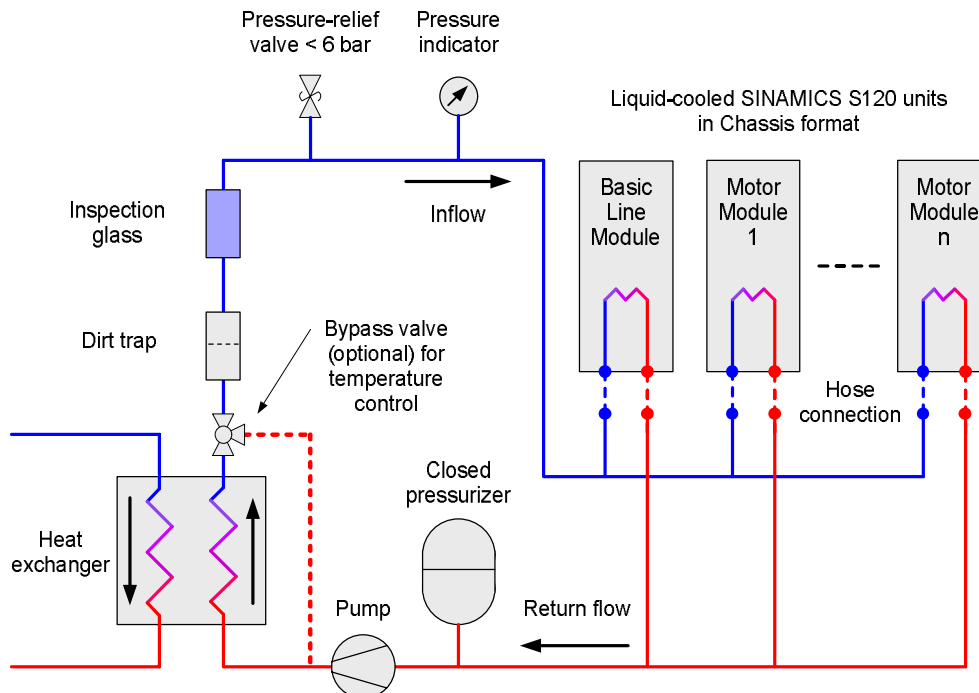 Pressure-relief
valve < 6 bar
Pressure
indicator
Liquid-cooled SINAMICS S120 units
in Chassis format
Inspection
glass
Inflow
Basic
Line
Module
Motor
Module
1
Motor
Module
n
Dirt trap
Bypass valve
(optional) for
temperature
control
Hose
connection
Closed
pressurizer
Heat
exchanger
Pump
Return flow